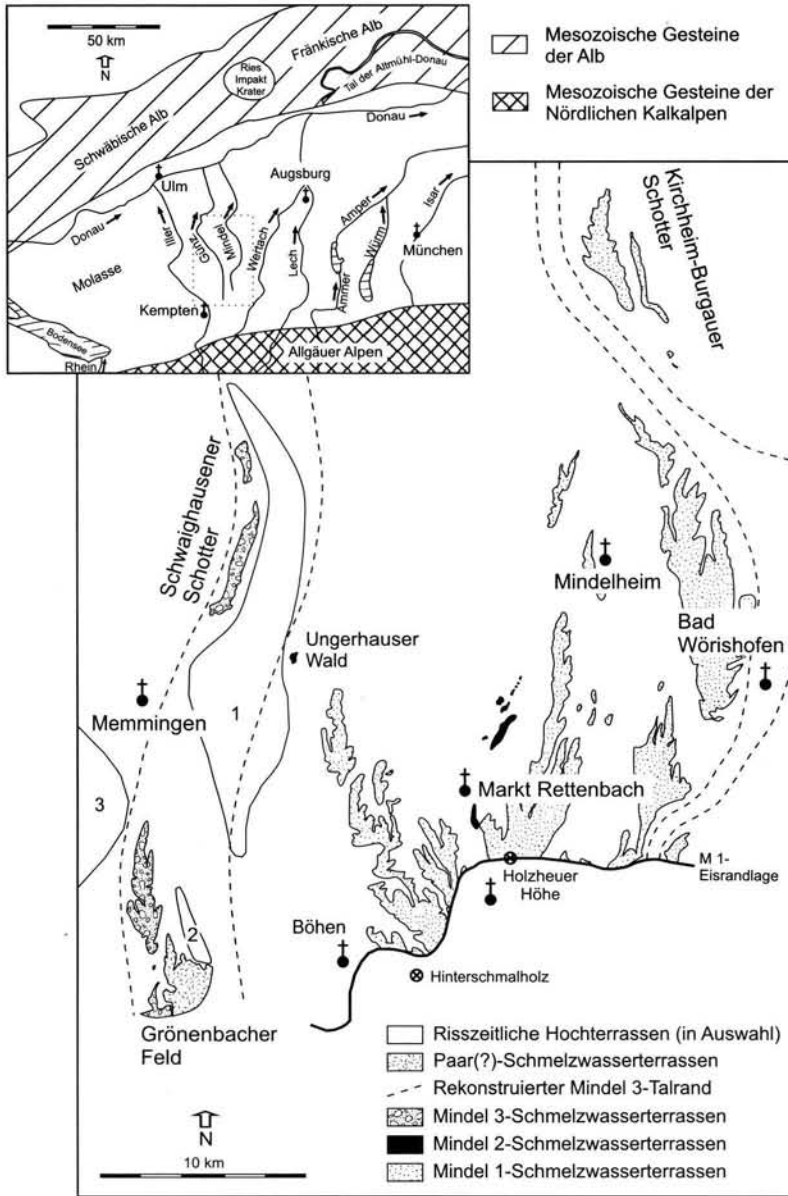 50 km
N
Fränkische Alb
Ries
Impakt
Krater
Tal der Altmühl-Donau
Donau
Schwäbische Alb
Ulm
Augsburg
Donau
Iller
Günz
Mindel
Wertach
Lech
Amper
Ammer
Würm
Isar
München
Molasse
Kempten
Bodensee
Rhein
Allgäuer Alpen
Mesozoische Gesteine
der Alb
Mesozoische Gesteine der
Nördlichen Kalkalpen
Kirchheim-Burgauer
Schotter
Schwaighausener
Schotter
Mindelheim
Ungerhauser
Wald
Bad
Wörishofen
Memmingen
1
3
Markt Rettenbach
M 1-
Eisrandlage
Holzheuer
Höhe
2
Böhen
Hinterschmalholz
Grönenbacher
Feld
N
10 km
Risszeitliche Hochterrassen (in Auswahl)
Paar(?)-Schmelzwasserterrassen
Rekonstruierter Mindel 3-Talrand
Mindel 3-Schmelzwasserterrassen
Mindel 2-Schmelzwasserterrassen
Mindel 1-Schmelzwasserterrassen